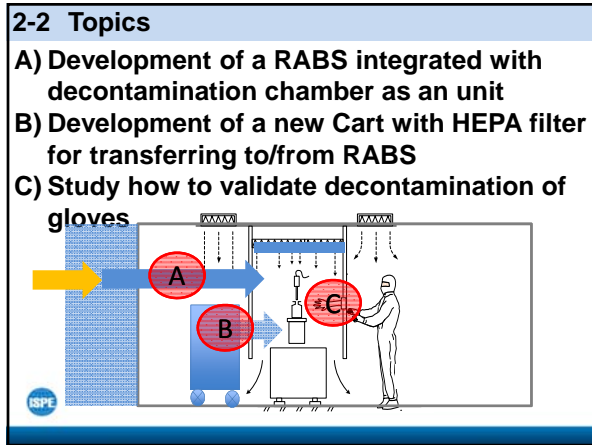 2-2 Topics
A) Development of a RABS integrated with
decontamination chamber as an unit
B) Development of a new Cart with HEPA filter
for transferring to/from RABS
C) Study how to validate decontamination of
gloves
A
B
C
ISPE